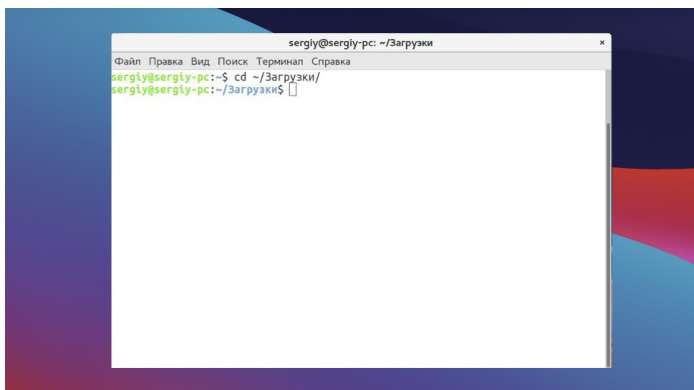 sergiy@sergiy-pc: ~/Загрузки ×
Файл Правка Вид Поиск Терминал Справка
sergiy@sergiy-pc:~$ cd ~/Загрузки/
sergiy@sergiy-pc:~/Загрузки$